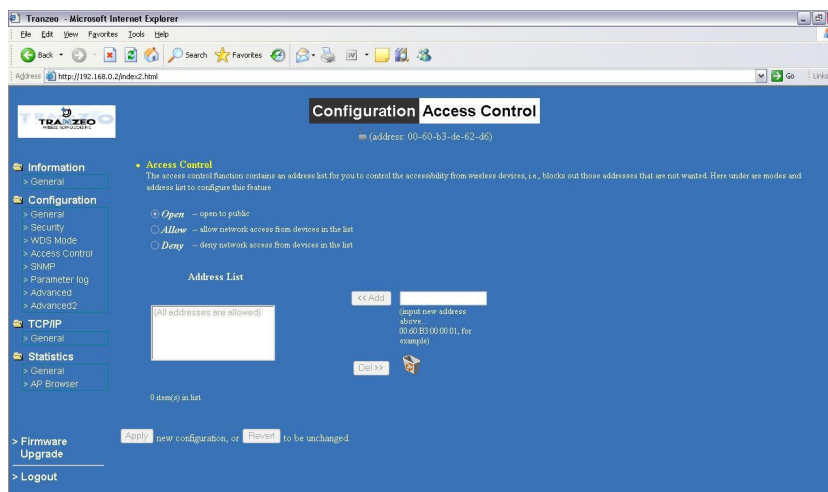 Tranzeo - Microsoft Internet Explorer
File Edit View Favorites Tools Help
Back Search Favorites
Address http://192.168.0.2/index2.html Go Links
TRANZEO
Configuration Access Control
(address: 00-60-b3-de-62-d6)
Information
> General
Configuration
> General
> Security
> WDS Mode
> Access Control
> SNMP
> Parameter log
> Advanced
> Advanced2
TCP/IP
> General
Statistics
> General
> AP Browser
> Firmware
Upgrade
> Logout
• Access Control
The access control function contains an address list for you to control the accessibility from wireless devices, i.e., blocks out those addresses that are not wanted. Here under are modes and
address list to configure this feature
Open -- open to public
Allow -- allow network access from devices in the list
Deny -- deny network access from devices in the list
Address List
(All addresses are allowed)
<< Add
(input new address
above...
00:60:B3:00:00:01, for
example)
Del >>
0 item(s) in list
Apply new configuration, or Revert to be unchanged.